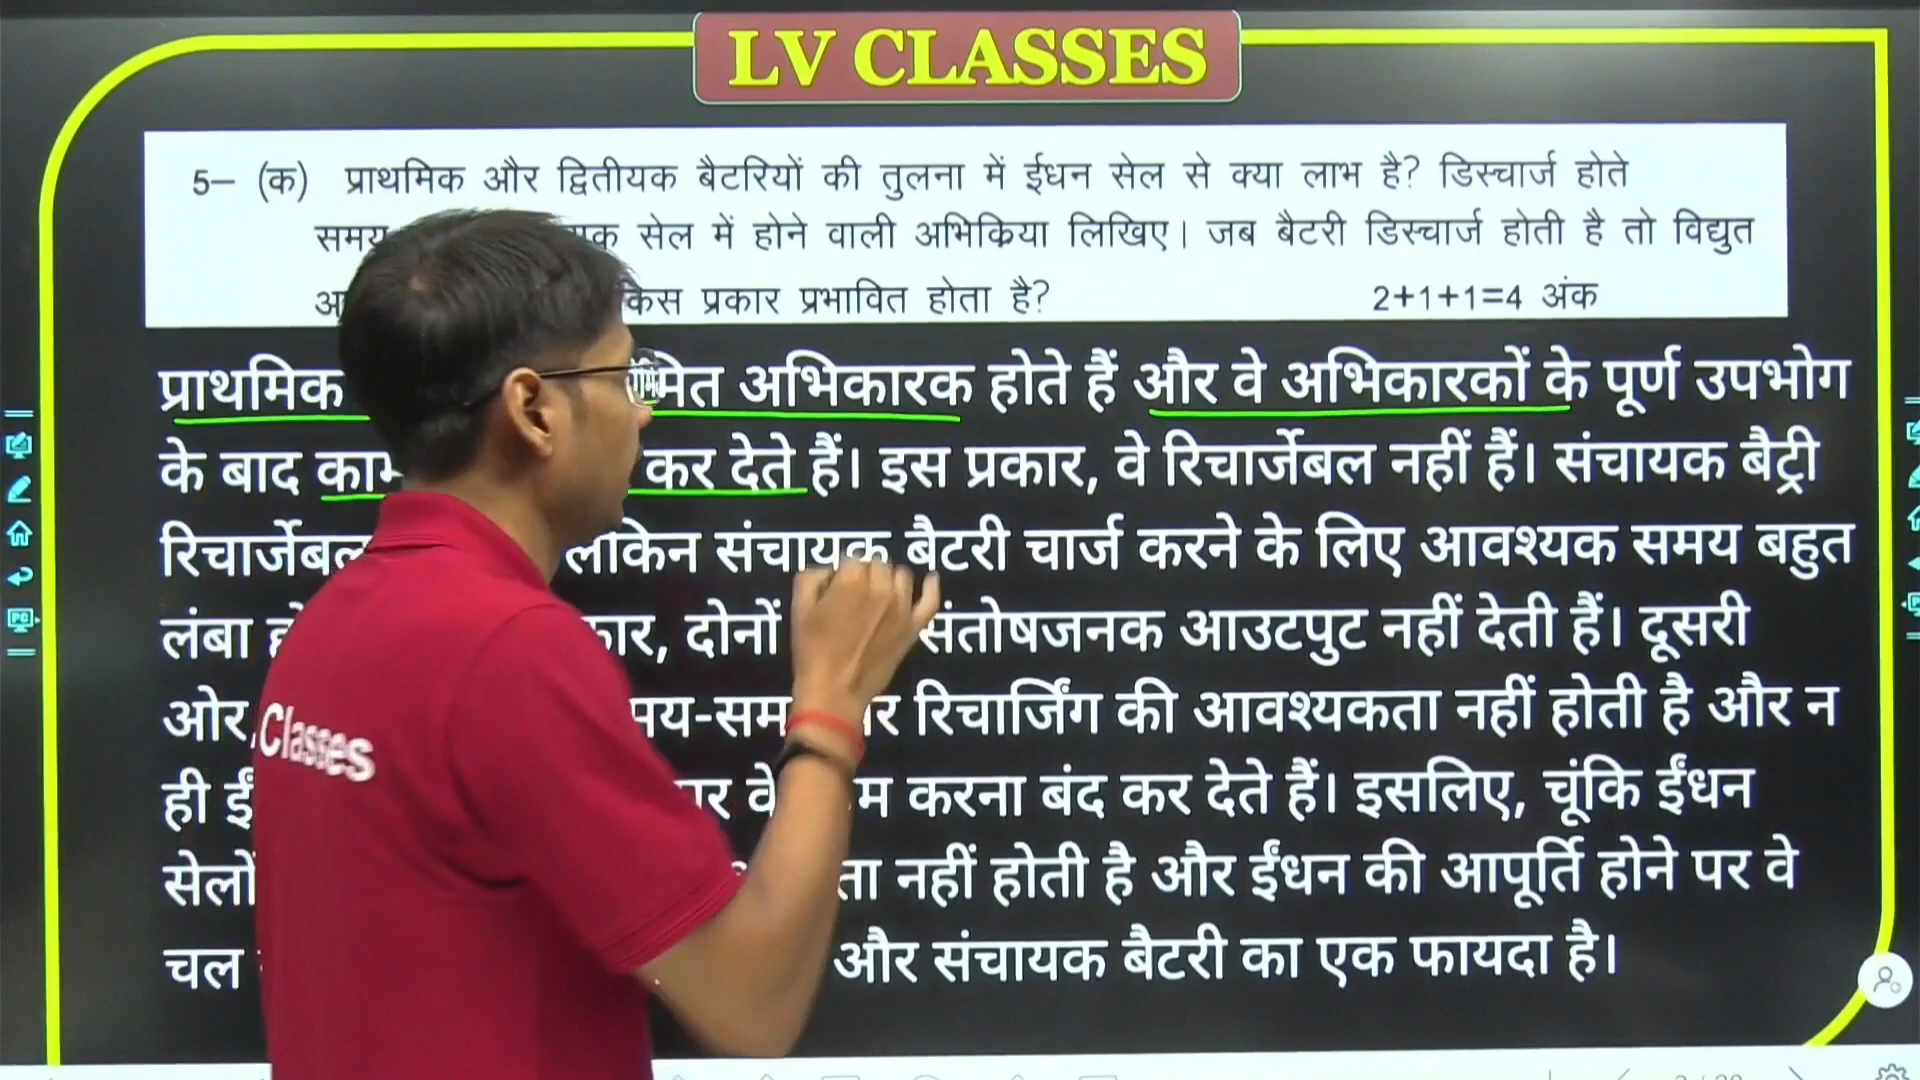 LV CLASSES
5– (क) प्राथमिक और द्वितीयक बैटरियों की तुलना में ईधन सेल से क्या लाभ है? डिस्चार्ज होते
समय सेल में होने वाली अभिक्रिया लिखिए। जब बैटरी डिस्चार्ज होती है तो विद्युत
किस प्रकार प्रभावित होता है? 2+1+1=4 अंक
प्राथमिक अभिकारक होते हैं और वे अभिकारकों के पूर्ण उपभोग
के बाद कर देते हैं। इस प्रकार, वे रिचार्जेबल नहीं हैं। संचायक बैट्री
रिचार्जेबल लेकिन संचायक बैटरी चार्ज करने के लिए आवश्यक समय बहुत
लंबा दोनों संतोषजनक आउटपुट नहीं देती हैं। दूसरी
ओर, रिचार्जिंग की आवश्यकता नहीं होती है और न
ही करना बंद कर देते हैं। इसलिए, चूंकि ईंधन
नहीं होती है और ईंधन की आपूर्ति होने पर वे
चल और संचायक बैटरी का एक फायदा है।
Classes